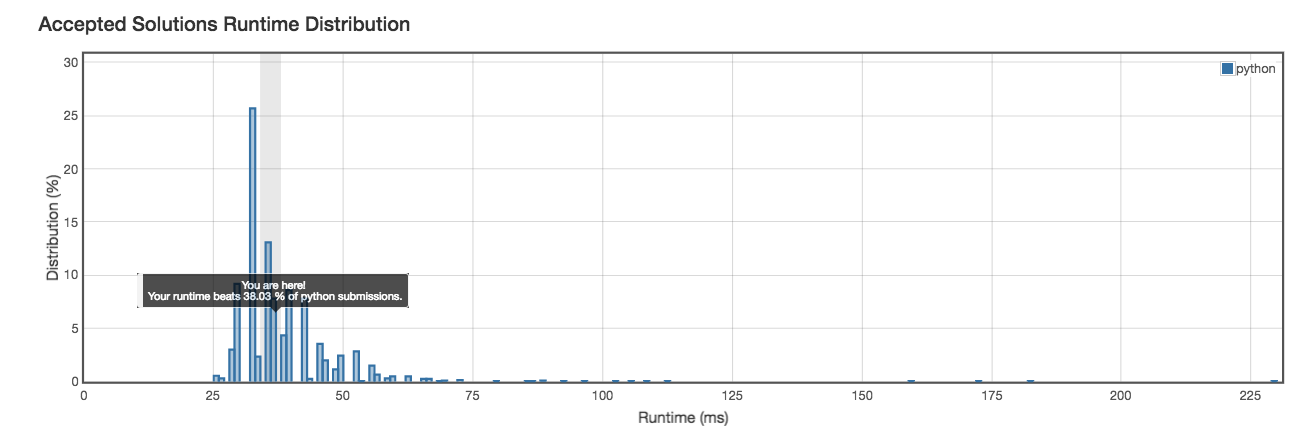 Accepted Solutions Runtime Distribution
30
python
25
20
15
10
5
0
Distribution (%)
You are here!
Your runtime beats 38.03 % of python submissions.
0 25 50 75 100 125 150 175 200 225
Runtime (ms)